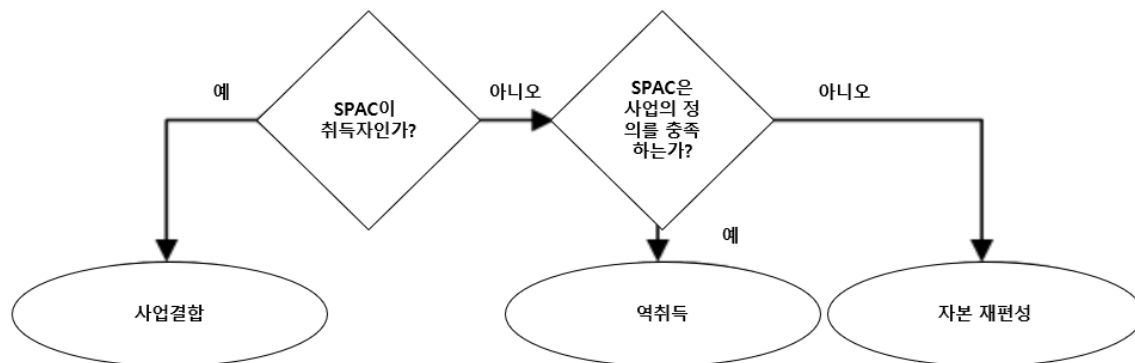 예
SPAC이
취득자인가?
아니오
SPAC은
사업의 정
의를 충족
하는가?
아니오
예
사업결합
역취득
자본 재편성